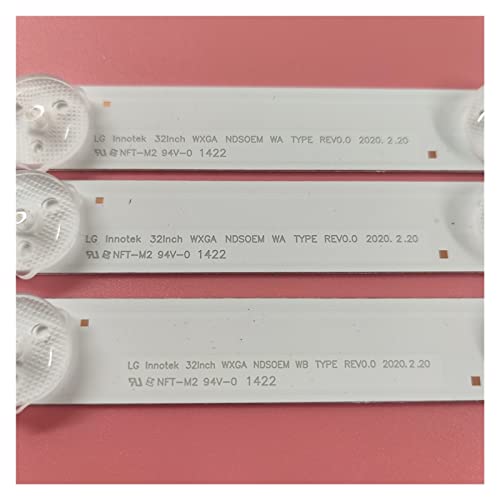 LG Innotek 32Inch WXGA NDSOEM WA TYPE REV0.0 2020.2.20
NFT-M2 94V-0 1422
LG Innotek 32Inch WXGA NDSOEM WA TYPE REV0.0 2020.2.20
NFT-M2 94V-0 1422
LG Innotek 32Inch WXGA NDSOEM WB TYPE REV0.0 2020.2.20
NFT-M2 94V-0 1422